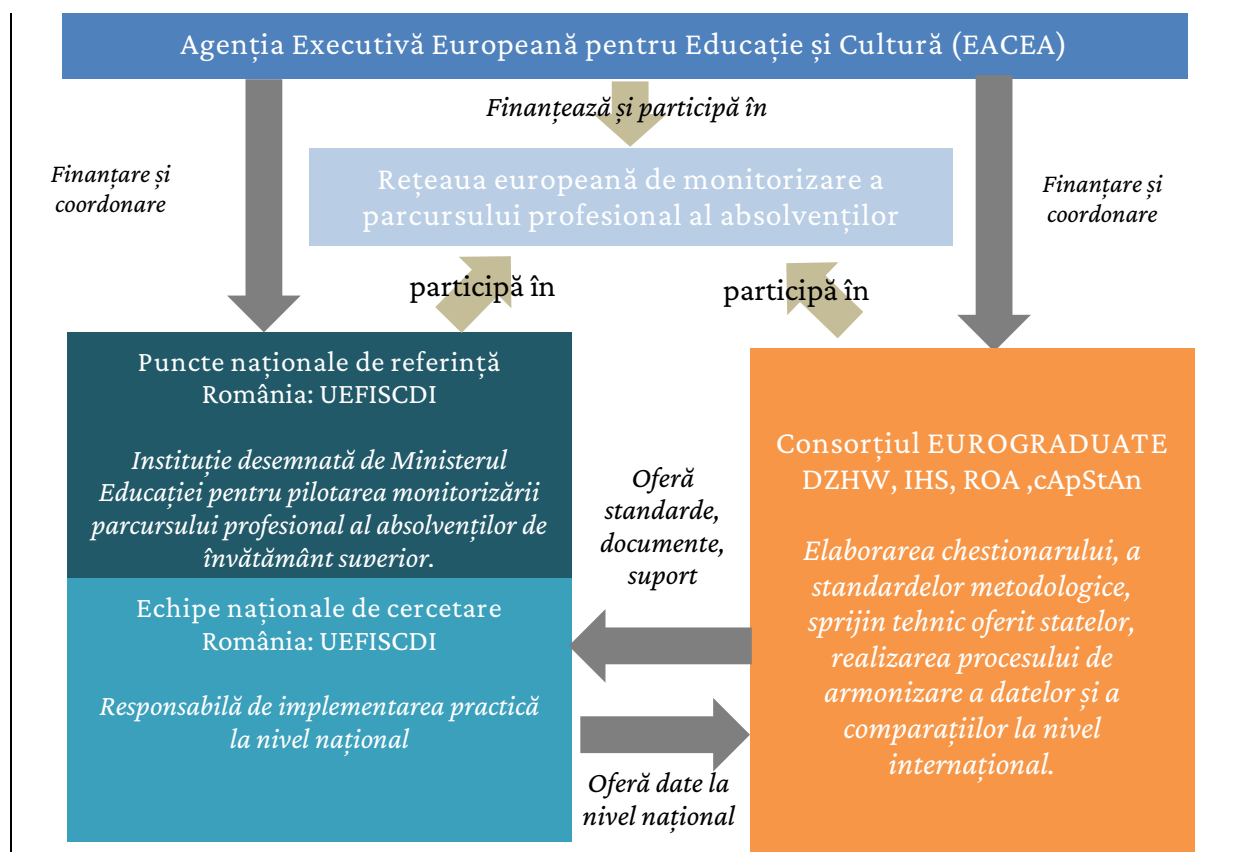 Agenția Executivă Europeană pentru Educație și Cultură (EACEA)
Finanțează și participă în
Finanțare și
coordonare
Rețeaua europeană de monitorizare a
parcursului profesional al absolvenților
Finanțare și
coordonare
participă în
participă în
Puncte naționale de referință
România: UEFISCDI
Instituție desemnată de Ministerul
Educației pentru pilotarea monitorizării
parcursului profesional al absolvenților de
învătământ superior.
Echipe naționale de cercetare
România: UEFISCDI
Responsabilă de implementarea practică
la nivel național
Oferă
standarde,
documente,
suport
Oferă date la
nivel național
Consorțiul EUROGRADUATE
DZHW, IHS, ROA ,cApStAn
Elaborarea chestionarului, a
standardelor metodologice,
sprijin tehnic oferit statelor,
realizarea procesului de
armonizare a datelor și a
comparațiilor la nivel
internațional.